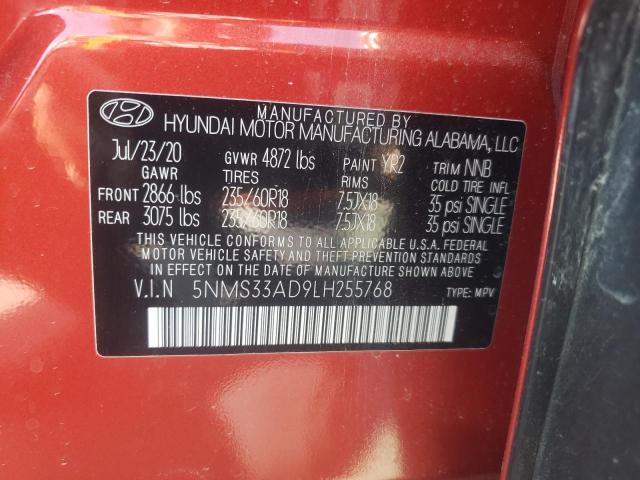 MANUFACTURED BY
HYUNDAI MOTOR MANUFACTURING ALABAMA, LLC
Jul/23/20 GVWR 4872 lbs PAINT YR2 TRIM NNB
GAWR TIRES RIMS COLD TIRE INFL
FRONT 2866 lbs 235/60R18 7.5JX18 35 psi SINGLE
REAR 3075 lbs 235/60R18 7.5JX18 35 psi SINGLE
THIS VEHICLE CONFORMS TO ALL APPLICABLE U.S.A. FEDERAL
MOTOR VEHICLE SAFETY AND THEFT PREVENTION STANDARDS
IN EFFECT ON THE DATE OF MANUFACTURE SHOWN ABOVE.
V.I.N 5NMS33AD9LH255768 TYPE: MPV